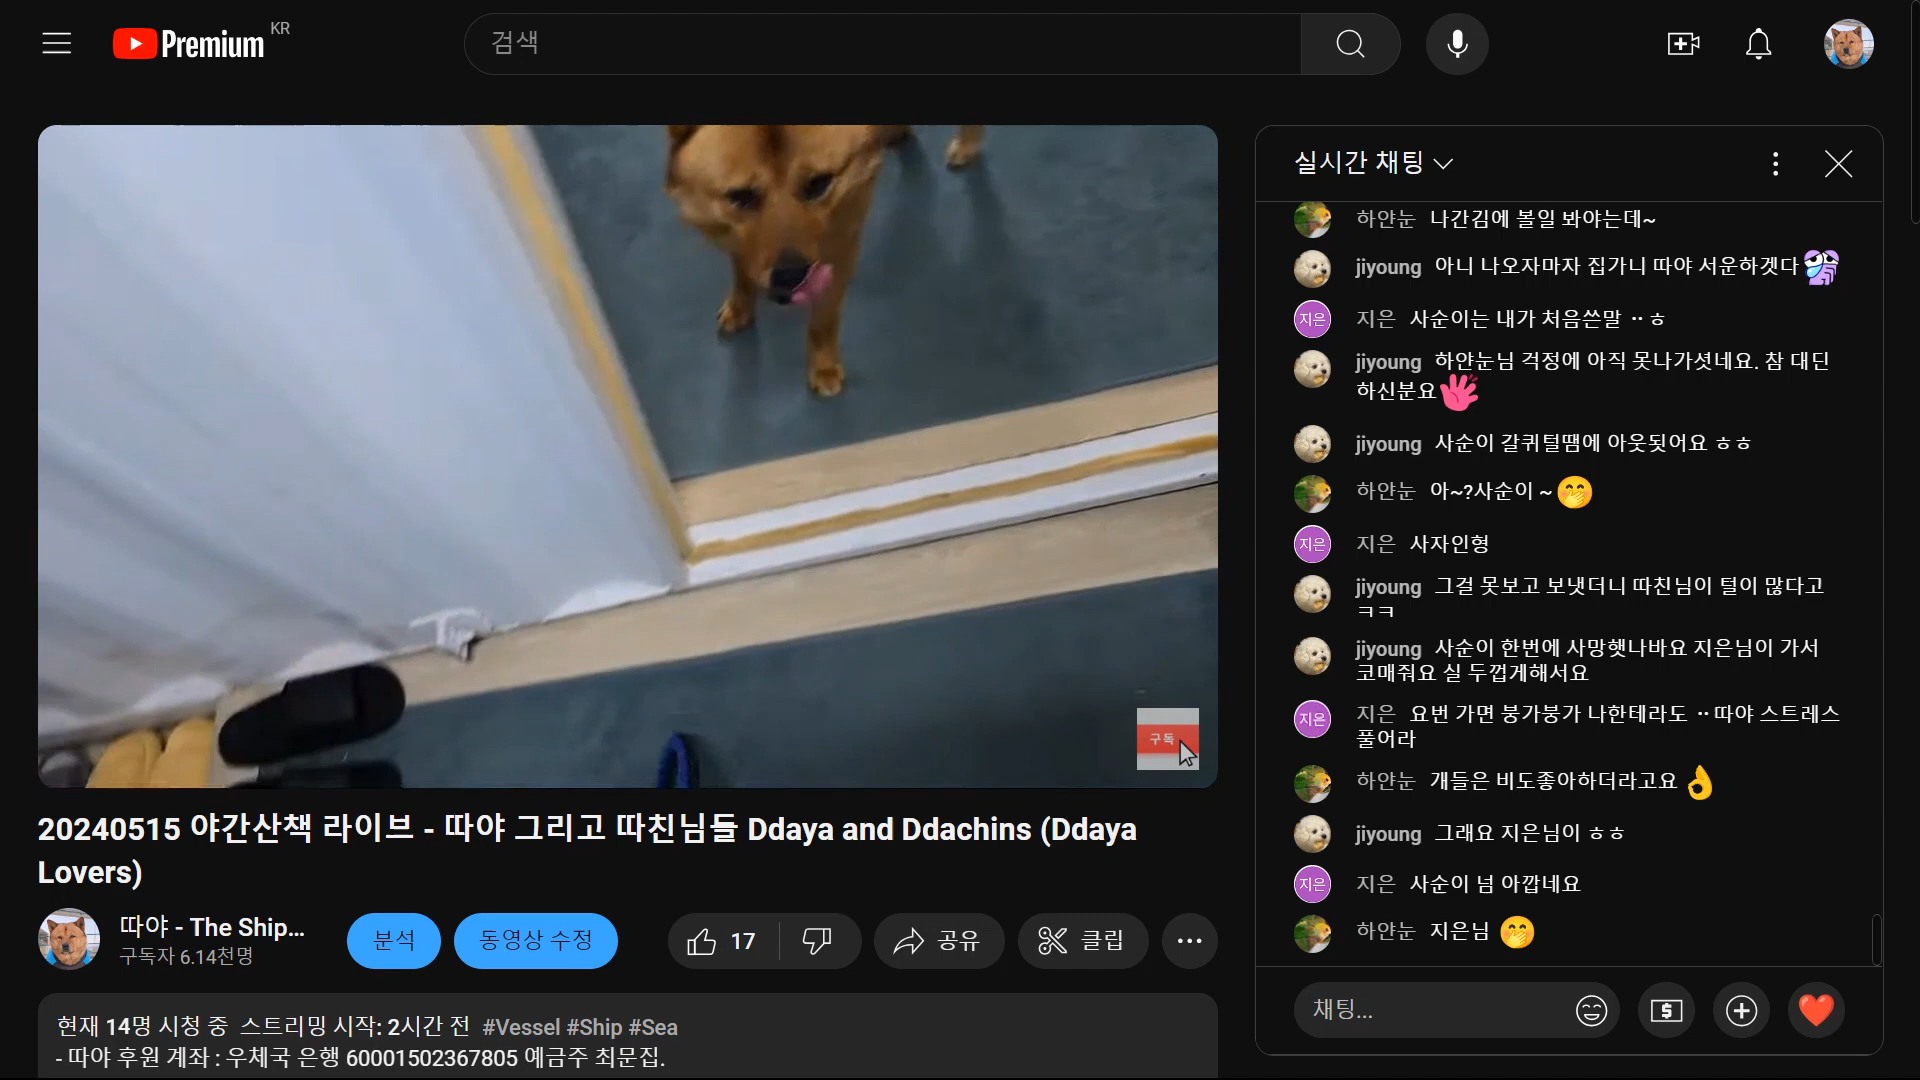 Premium KR
검색
실시간 채팅
하얀눈 나간김에 볼일 봐야는데~
jiyoung 아니 나오자마자 집가니 따야 서운하겟다
지은 사순이는 내가 처음쓴말 ··ㅎ
jiyoung 하얀눈님 걱정에 아직 못나가셧네요. 참 대딘
하신분요
jiyoung 사순이 갈퀴털땜에 아웃됫어요 ㅎㅎ
하얀눈 아~?사순이 ~
지은 사자인형
jiyoung 그걸 못보고 보냇더니 따친님이 털이 많다고
ㅋㅋ
jiyoung 사순이 한번에 사망햇나바요 지은님이 가서
코매줘요 실 두껍게해서요
지은 요번 가면 붕가붕가 나한테라도 ··따야 스트레스
풀어라
하얀눈 개들은 비도좋아하더라고요
jiyoung 그래요 지은님이 ㅎㅎ
지은 사순이 넘 아깝네요
하얀눈 지은님
채팅...
구독
20240515 야간산책 라이브 - 따야 그리고 따친님들 Ddaya and Ddachins (Ddaya
Lovers)
따야 - The Ship...
구독자 6.14천명
분석
동영상 수정
17
공유
클립
현재 14명 시청 중 스트리밍 시작: 2시간 전 #Vessel #Ship #Sea
- 따야 후원 계좌 : 우체국 은행 60001502367805 예금주 최문집.